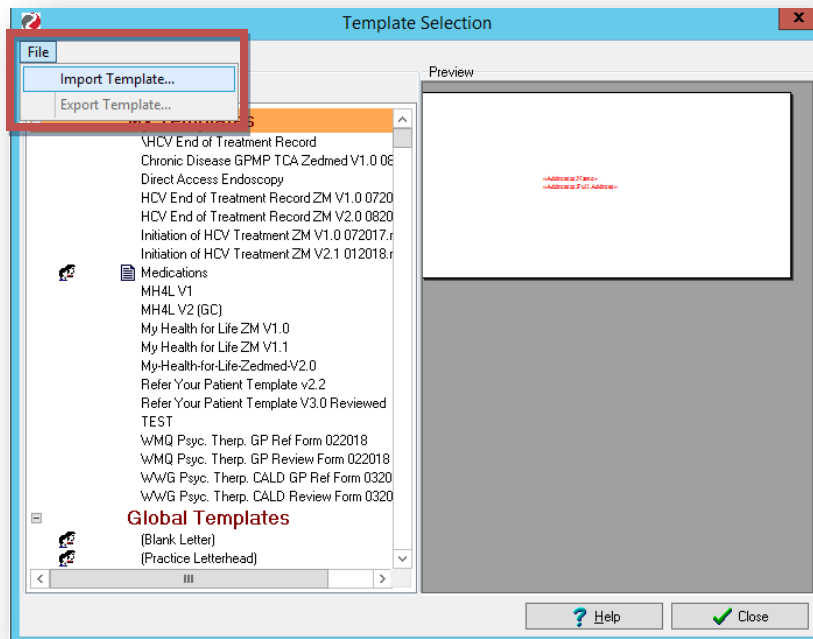 Template Selection
x
File
Import Template...
Export Template...
Preview
My Templates
\HCV End of Treatment Record
Chronic Disease GPMP TCA Zedmed V1.0 08
Direct Access Endoscopy
HCV End of Treatment Record ZM V1.0 0720
HCV End of Treatment Record ZM V2.0 0820
Initiation of HCV Treatment ZM V1.0 072017.r
Initiation of HCV Treatment ZM V2.1 012018.r
Medications
MH4L V1
MH4L V2 (GC)
My Health for Life ZM V1.0
My Health for Life ZM V1.1
My-Health-for-Life-Zedmed-V2.0
Refer Your Patient Template v2.2
Refer Your Patient Template V3.0 Reviewed
TEST
WMQ Psyc. Therp. GP Ref Form 022018
WMQ Psyc. Therp. GP Review Form 022018
WWG Psyc. Therp. CALD GP Ref Form 0320
WWG Psyc. Therp. CALD Review Form 0320
Global Templates
(Blank Letter)
(Practice Letterhead)
«Addressee.Name»
«Addressee.Full Address»
? Help
Close